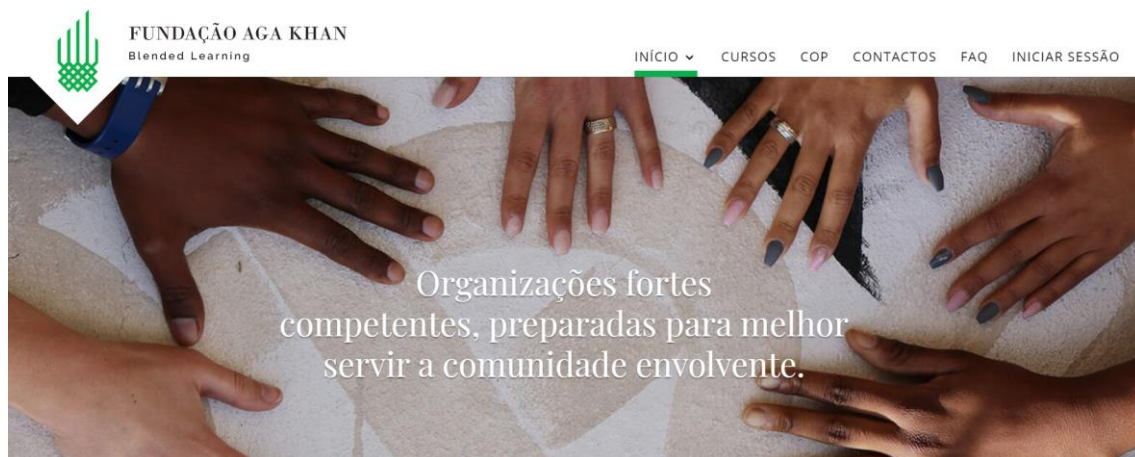 FUNDAÇÃO AGA KHAN
Blended Learning
INÍCIO CURSOS COP CONTACTOS FAQ INICIAR SESSÃO
Organizações fortes
competentes, preparadas para melhor
servir a comunidade envolvente.